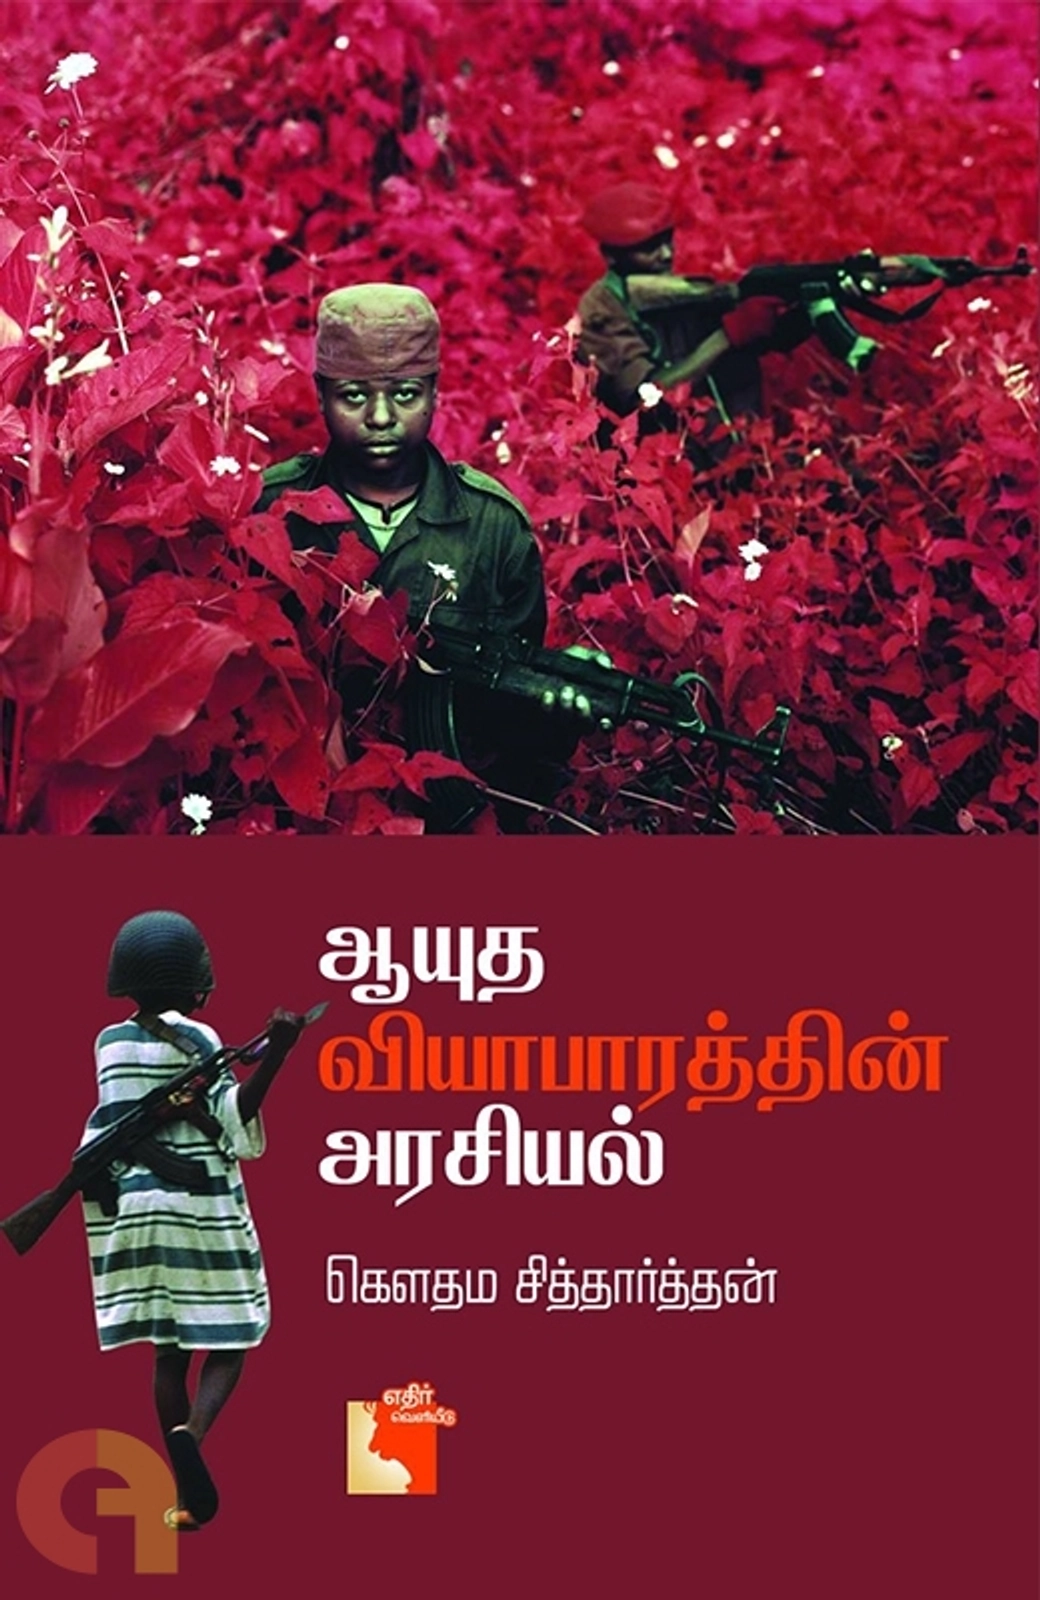 ஆயுத
வியாபாரத்தின்
அரசியல்
கௌதம சித்தார்த்தன்
எதிர்
வெளியீடு